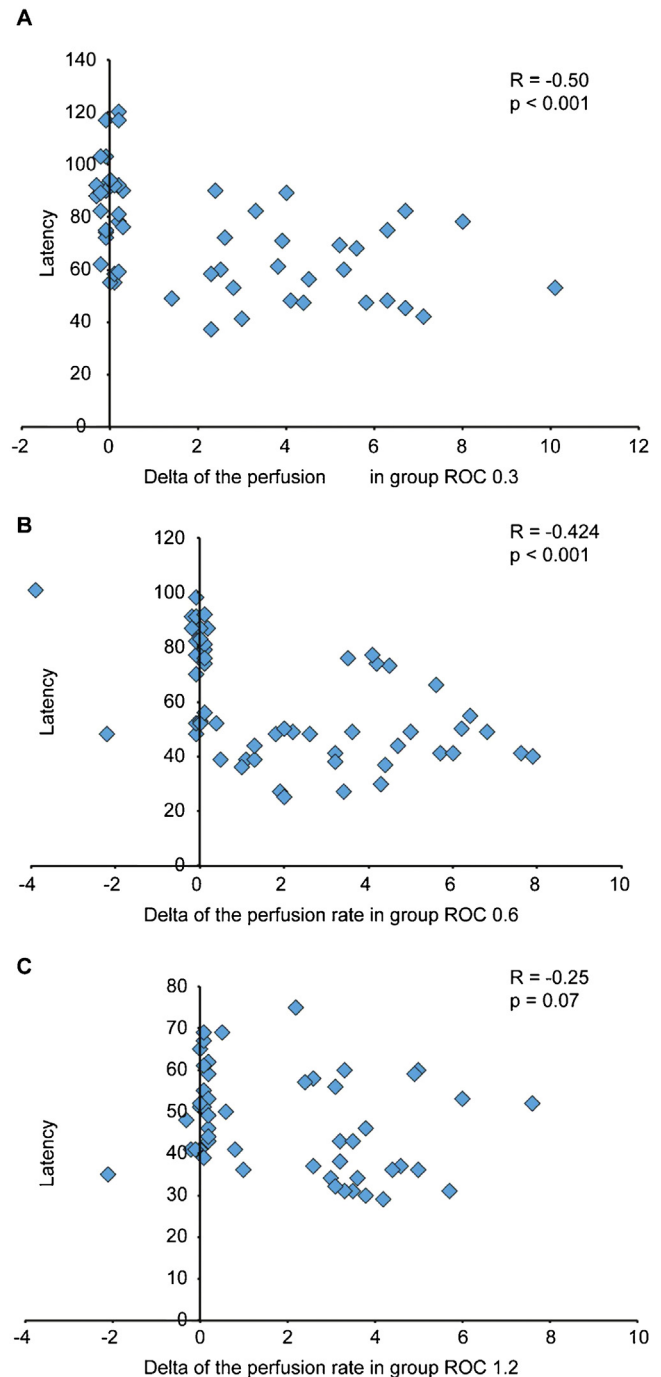 A
140
120
100
80
60
40
20
0
Latency
R = -0.50
p < 0.001
-2 0 2 4 6 8 10 12
Delta of the perfusion in group ROC 0.3
B
120
100
80
60
40
20
0
Latency
R = -0.424
p < 0.001
-4 -2 0 2 4 6 8 10
Delta of the perfusion rate in group ROC 0.6
C
80
70
60
50
40
30
20
10
0
Latency
R = -0.25
p = 0.07
-4 -2 0 2 4 6 8 10
Delta of the perfusion rate in group ROC 1.2